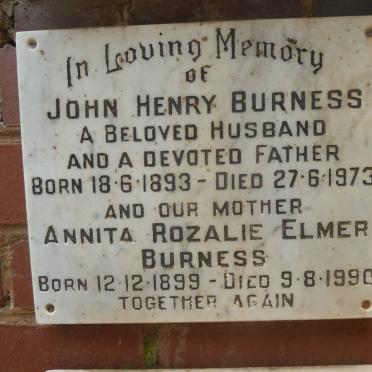 In Loving Memory
of
JOHN HENRY BURNESS
A BELOVED HUSBAND
AND A DEVOTED FATHER
BORN 18·6·1893 - DIED 27·6·1973
AND OUR MOTHER
ANNITA ROZALIE ELMER
BURNESS
BORN 12·12·1899 - DIED 9·8·1990
TOGETHER AGAIN